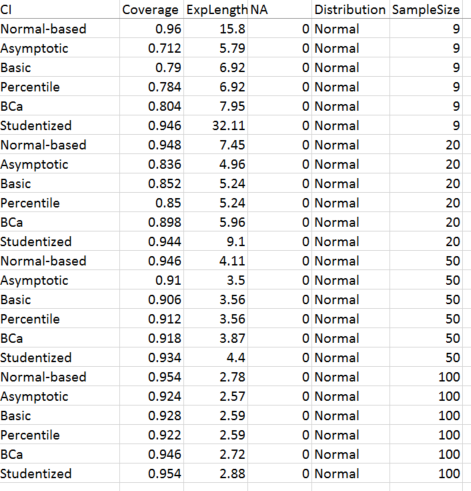 CI Coverage ExpLength NA Distribution SampleSize
Normal-based 0.96 15.8 0 Normal 9
Asymptotic 0.712 5.79 0 Normal 9
Basic 0.79 6.92 0 Normal 9
Percentile 0.784 6.92 0 Normal 9
BCa 0.804 7.95 0 Normal 9
Studentized 0.946 32.11 0 Normal 9
Normal-based 0.948 7.45 0 Normal 20
Asymptotic 0.836 4.96 0 Normal 20
Basic 0.852 5.24 0 Normal 20
Percentile 0.85 5.24 0 Normal 20
BCa 0.898 5.96 0 Normal 20
Studentized 0.944 9.1 0 Normal 20
Normal-based 0.946 4.11 0 Normal 50
Asymptotic 0.91 3.5 0 Normal 50
Basic 0.906 3.56 0 Normal 50
Percentile 0.912 3.56 0 Normal 50
BCa 0.918 3.87 0 Normal 50
Studentized 0.934 4.4 0 Normal 50
Normal-based 0.954 2.78 0 Normal 100
Asymptotic 0.924 2.57 0 Normal 100
Basic 0.928 2.59 0 Normal 100
Percentile 0.922 2.59 0 Normal 100
BCa 0.946 2.72 0 Normal 100
Studentized 0.954 2.88 0 Normal 100